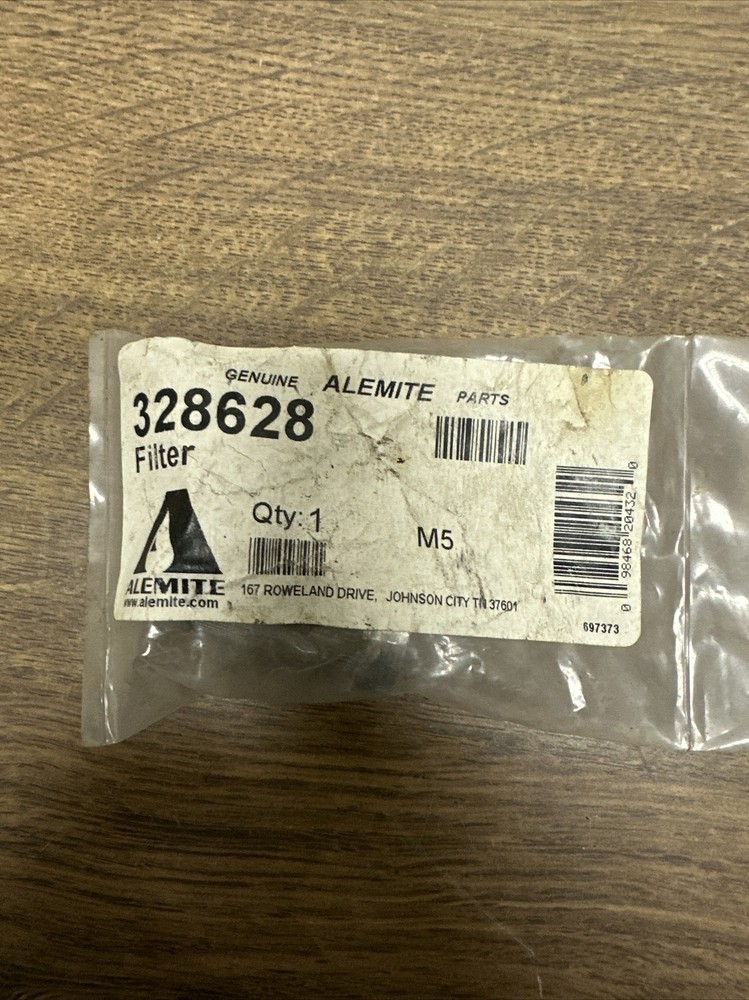 GENUINE ALEMITE PARTS
328628
Filter
Qty: 1
M5
ALEMITE
www.alemite.com
167 ROWELAND DRIVE, JOHNSON CITY TN 37601
0 98468 20432 0
697373